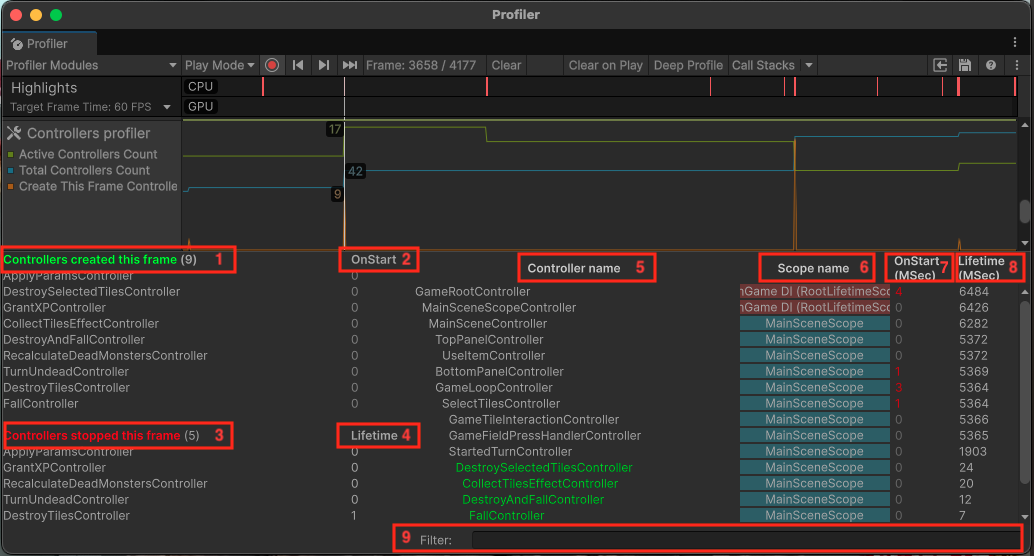 Profiler
Profiler
Profiler Modules Play Mode Frame: 3658 / 4177 Clear Clear on Play Deep Profile Call Stacks
Highlights CPU
Target Frame Time: 60 FPS GPU
Controllers profiler 17
Active Controllers Count
Total Controllers Count 42
Create This Frame Controlle 9
Controllers created this frame (9) 1 OnStart 2 Controller name 5 Scope name 6 OnStart (MSec) 7 Lifetime (MSec) 8
ApplyParamsController 0
DestroySelectedTilesController 0 GameRootController nGame DI (RootLifetimeSco 4 6484
GrantXPController 0 MainSceneScopeController nGame DI (RootLifetimeSco 0 6426
CollectTilesEffectController 0 MainSceneController MainSceneScope 0 6282
DestroyAndFallController 0 TopPanelController MainSceneScope 0 5372
RecalculateDeadMonstersController 0 UseItemController MainSceneScope 0 5372
TurnUndeadController 0 BottomPanelController MainSceneScope 1 5369
DestroyTilesController 0 GameLoopController MainSceneScope 3 5364
FallController 0 SelectTilesController MainSceneScope 1 5364
GameTileInteractionController MainSceneScope 0 5366
Controllers stopped this frame (5) 3 Lifetime 4 GameFieldPressHandlerController MainSceneScope 0 5365
ApplyParamsController 0 StartedTurnController MainSceneScope 0 1903
GrantXPController 0 DestroySelectedTilesController MainSceneScope 0 24
RecalculateDeadMonstersController 0 CollectTilesEffectController MainSceneScope 0 20
TurnUndeadController 0 DestroyAndFallController MainSceneScope 0 12
DestroyTilesController 1 FallController MainSceneScope 0 7
9 Filter: